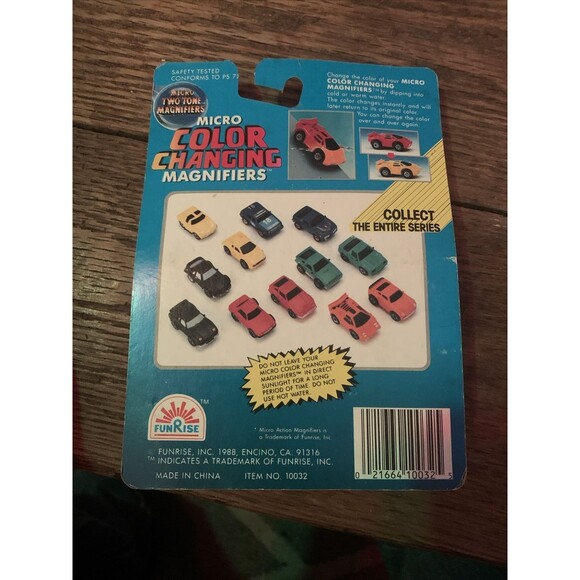 SAFETY TESTED
CONFORMS TO PS 72
MICRO
TWO TONE
MAGNIFIERS
MICRO
COLOR
CHANGING
MAGNIFIERS™
Change the color of your MICRO
COLOR CHANGING
MAGNIFIERS™ by dipping into
cold or warm water.
The color changes instantly and will
later return to its original color.
You can change the color
over and over again.
COLLECT
THE ENTIRE SERIES
DO NOT LEAVE YOUR
MICRO COLOR CHANGING
MAGNIFIERS™ IN DIRECT
SUNLIGHT FOR A LONG
PERIOD OF TIME. DO NOT
USE HOT WATER.
FUNRISE™
* Micro Action Magnifiers is
a Trademark of Funrise, Inc.
FUNRISE, INC. 1988, ENCINO, CA. 91316
™ INDICATES A TRADEMARK OF FUNRISE, INC.
MADE IN CHINA ITEM NO. 10032
0 21664 10032 5